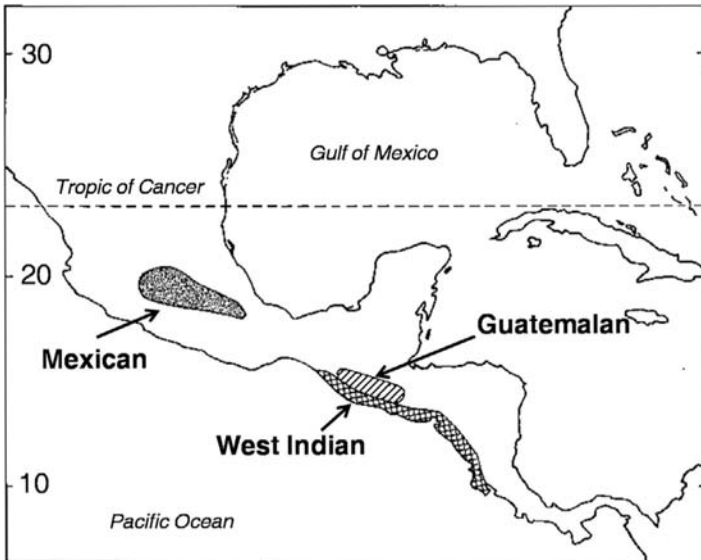 30
Gulf of Mexico
Tropic of Cancer
20
Guatemalan
Mexican
West Indian
10
Pacific Ocean